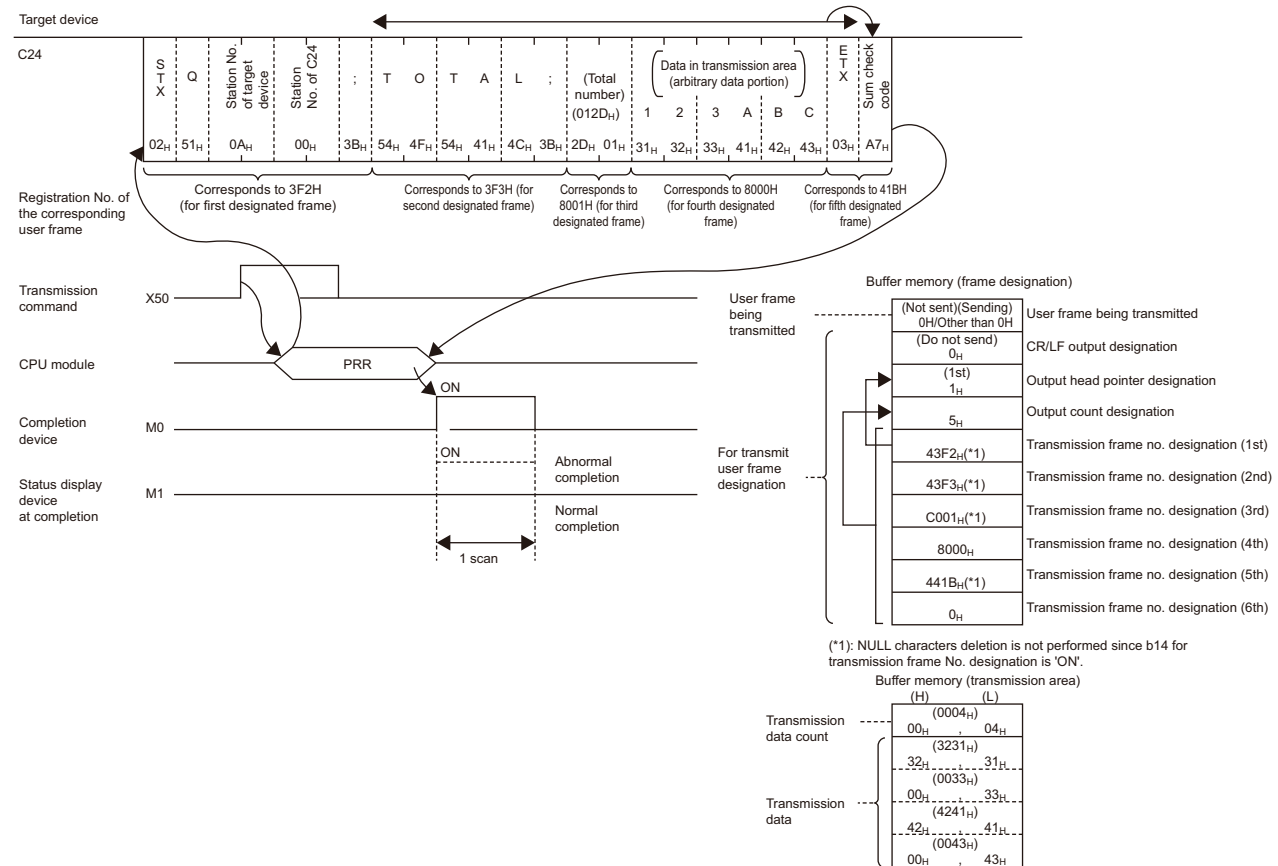 Target device
C24
STX
Q
Station No. of target device
Station No. of C24
;
T O T A L ;
(Total number)
(012DH)
Data in transmission area
(arbitrary data portion)
1 2 3 A B C
ETX
Sum check code
02H 51H 0AH 00H 3BH 54H 4FH 54H 41H 4CH 3BH 2DH 01H 31H 32H 33H 41H 42H 43H 03H A7H
Corresponds to 3F2H
(for first designated frame)
Corresponds to 3F3H (for
second designated frame)
Corresponds to
8001H (for third
designated frame)
Corresponds to 8000H
(for fourth designated
frame)
Corresponds to 41BH
(for fifth designated
frame)
Registration No. of
the corresponding
user frame
Transmission
command
X50
CPU module
PRR
ON
Completion
device
M0
ON
Abnormal
completion
Status display
device
at completion
M1
Normal
completion
1 scan
Buffer memory (frame designation)
User frame
being
transmitted
(Not sent)(Sending)
0H/Other than 0H
User frame being transmitted
(Do not send)
0H
CR/LF output designation
(1st)
1H
Output head pointer designation
5H
Output count designation
For transmit
user frame
designation
43F2H(*1)
Transmission frame no. designation (1st)
43F3H(*1)
Transmission frame no. designation (2nd)
C001H(*1)
Transmission frame no. designation (3rd)
8000H
Transmission frame no. designation (4th)
441BH(*1)
Transmission frame no. designation (5th)
0H
Transmission frame no. designation (6th)
(*1): NULL characters deletion is not performed since b14 for
transmission frame No. designation is 'ON'.
Buffer memory (transmission area)
(H) (L)
Transmission
data count
(0004H)
00H , 04H
Transmission
data
(3231H)
32H , 31H
(0033H)
00H , 33H
(4241H)
42H , 41H
(0043H)
00H , 43H